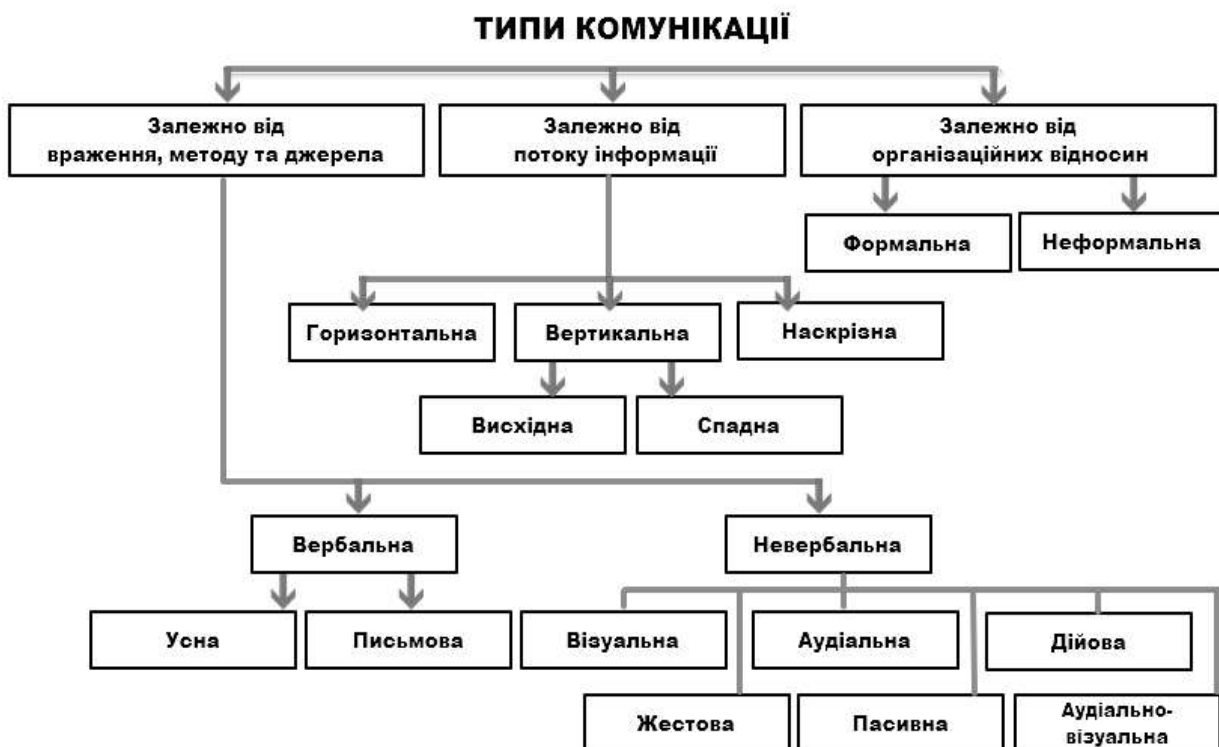 ТИПИ КОМУНІКАЦІЇ
Залежно від
враження, методу та джерела
Залежно від
потоку інформації
Залежно від
організаційних відносин
Формальна
Неформальна
Горизонтальна
Вертикальна
Наскрізна
Висхідна
Спадна
Вербальна
Невербальна
Усна
Письмова
Візуальна
Аудіальна
Дійова
Жестова
Пасивна
Аудіально-
візуальна